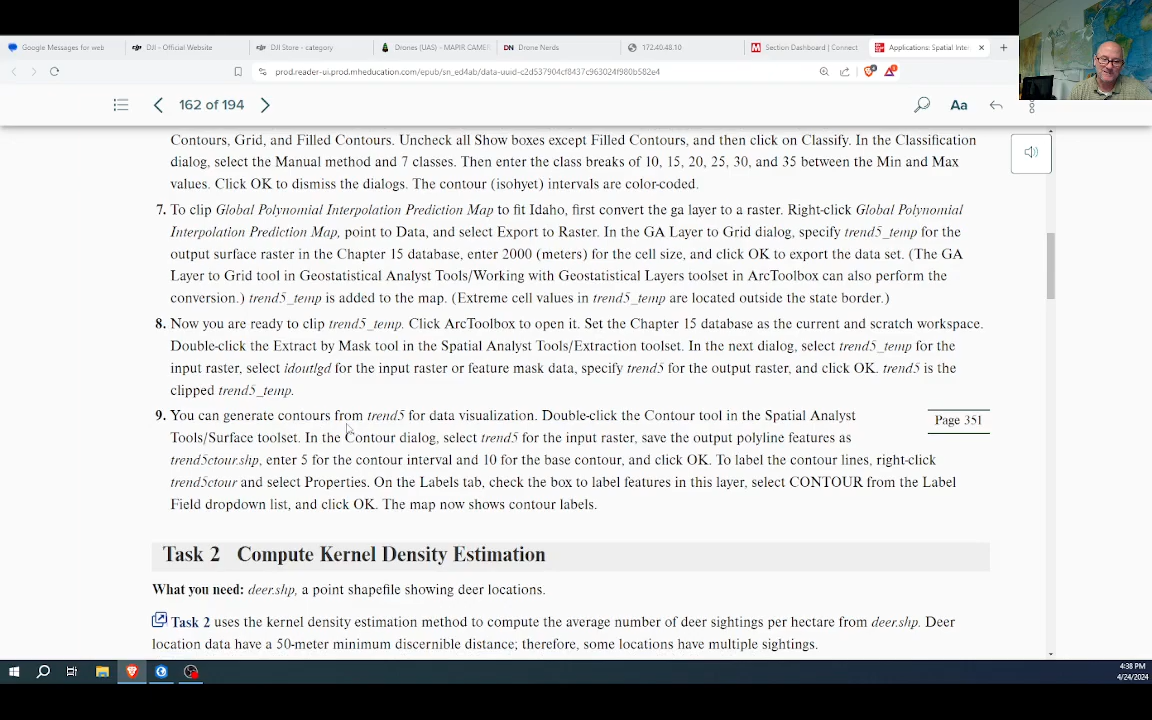 Google Messages for web
DJI - Official Website
DJI Store - category
Drones (UAS) – MAPIR CAME
DN Drone Nerds
172.40.48.10
Section Dashboard | Connect
Applications: Spatial Inte
prod.reader-ui.prod.mheducation.com/epub/sn_ed4ab/data-uuid-c2d537904cf8437c963024f980b582e4
162 of 194
Aa
Contours, Grid, and Filled Contours. Uncheck all Show boxes except Filled Contours, and then click on Classify. In the Classification
dialog, select the Manual method and 7 classes. Then enter the class breaks of 10, 15, 20, 25, 30, and 35 between the Min and Max
values. Click OK to dismiss the dialogs. The contour (isohyet) intervals are color-coded.
7. To clip Global Polynomial Interpolation Prediction Map to fit Idaho, first convert the ga layer to a raster. Right-click Global Polynomial
Interpolation Prediction Map, point to Data, and select Export to Raster. In the GA Layer to Grid dialog, specify trend5_temp for the
output surface raster in the Chapter 15 database, enter 2000 (meters) for the cell size, and click OK to export the data set. (The GA
Layer to Grid tool in Geostatistical Analyst Tools/Working with Geostatistical Layers toolset in ArcToolbox can also perform the
conversion.) trend5_temp is added to the map. (Extreme cell values in trend5_temp are located outside the state border.)
8. Now you are ready to clip trend5_temp. Click ArcToolbox to open it. Set the Chapter 15 database as the current and scratch workspace.
Double-click the Extract by Mask tool in the Spatial Analyst Tools/Extraction toolset. In the next dialog, select trend5_temp for the
input raster, select idoutlgd for the input raster or feature mask data, specify trend5 for the output raster, and click OK. trend5 is the
clipped trend5_temp.
9. You can generate contours from trend5 for data visualization. Double-click the Contour tool in the Spatial Analyst
Page 351
Tools/Surface toolset. In the Contour dialog, select trend5 for the input raster, save the output polyline features as
trend5ctour.shp, enter 5 for the contour interval and 10 for the base contour, and click OK. To label the contour lines, right-click
trend5ctour and select Properties. On the Labels tab, check the box to label features in this layer, select CONTOUR from the Label
Field dropdown list, and click OK. The map now shows contour labels.
Task 2 Compute Kernel Density Estimation
What you need: deer.shp, a point shapefile showing deer locations.
Task 2 uses the kernel density estimation method to compute the average number of deer sightings per hectare from deer.shp. Deer
location data have a 50-meter minimum discernible distance; therefore, some locations have multiple sightings.
4:38 PM
4/24/2024